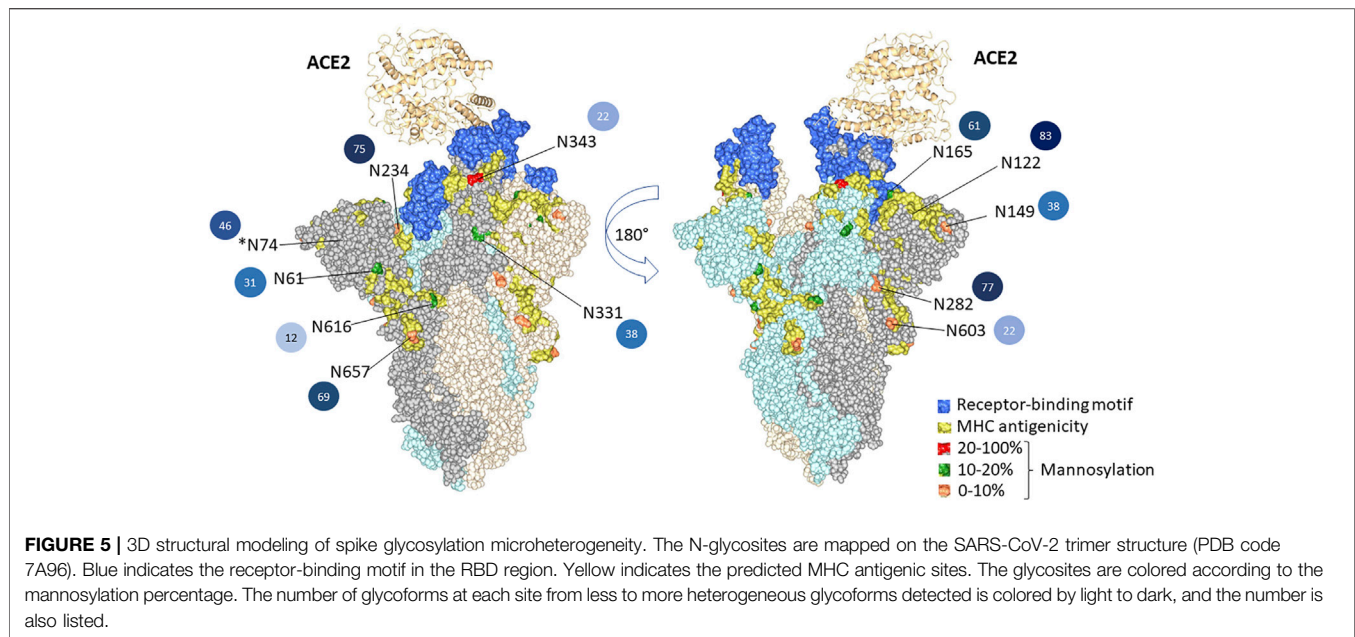 ACE2
22
N343
75
N234
46
*N74
31
N61
12
N616
N657
69
N331
38
180°
ACE2
61
83
N165
N122
N149
38
77
N282
N603
22
Receptor-binding motif
MHC antigenicity
20-100%
10-20%
Mannosylation
0-10%
FIGURE 5 | 3D structural modeling of spike glycosylation microheterogeneity. The N-glycosites are mapped on the SARS-CoV-2 trimer structure (PDB code
7A96). Blue indicates the receptor-binding motif in the RBD region. Yellow indicates the predicted MHC antigenic sites. The glycosites are colored according to the
mannosylation percentage. The number of glycoforms at each site from less to more heterogeneous glycoforms detected is colored by light to dark, and the number is
also listed.